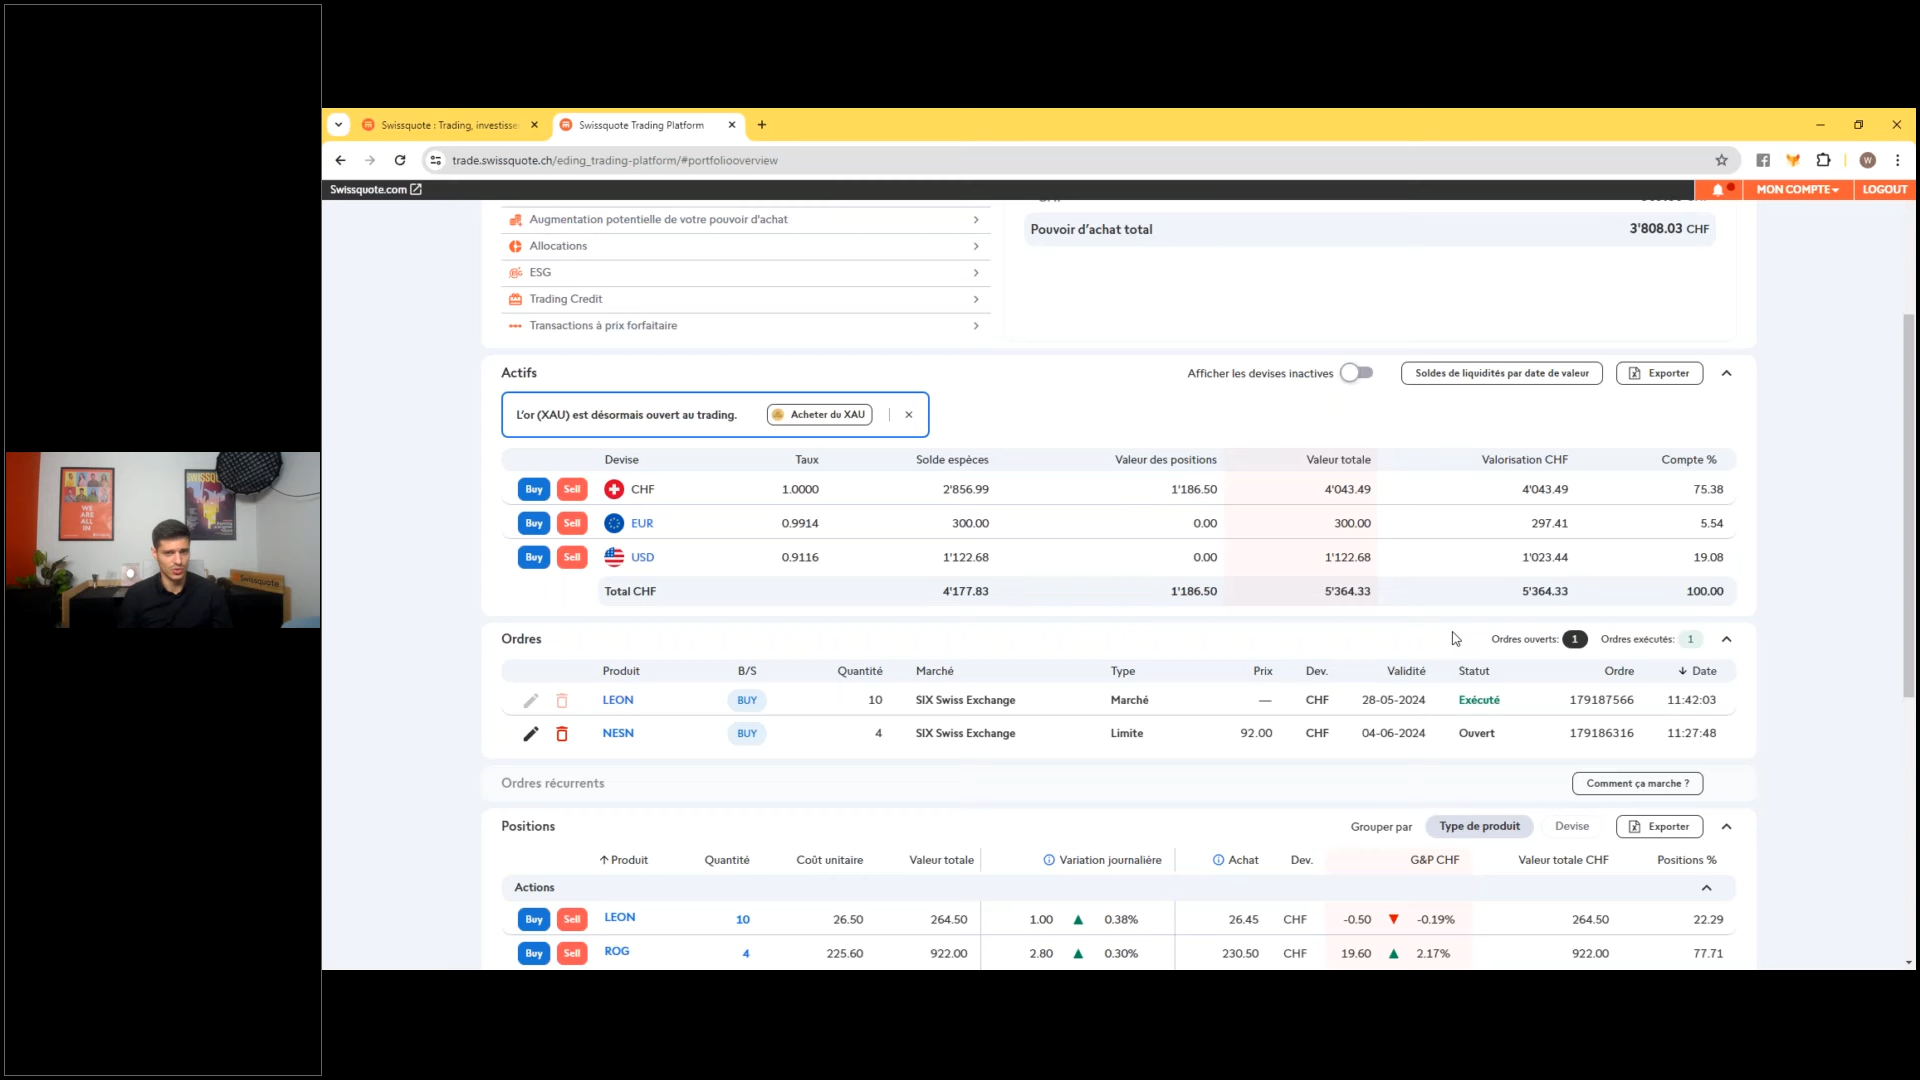 Swissquote : Trading, investisse
Swissquote Trading Platform
trade.swissquote.ch/eding_trading-platform/#portfoliooverview
W
Swissquote.com
MON COMPTE
LOGOUT
Augmentation potentielle de votre pouvoir d'achat
Allocations
ESG
Trading Credit
Transactions à prix forfaitaire
Pouvoir d'achat total 3'808.03 CHF
Actifs
Afficher les devises inactives
Soldes de liquidités par date de valeur
Exporter
L'or (XAU) est désormais ouvert au trading.
Acheter du XAU
Devise Taux Solde espèces Valeur des positions Valeur totale Valorisation CHF Compte %
Buy Sell CHF 1.0000 2'856.99 1'186.50 4'043.49 4'043.49 75.38
Buy Sell EUR 0.9914 300.00 0.00 300.00 297.41 5.54
Buy Sell USD 0.9116 1'122.68 0.00 1'122.68 1'023.44 19.08
Total CHF 4'177.83 1'186.50 5'364.33 5'364.33 100.00
Ordres
Ordres ouverts: 1 Ordres exécutés: 1
Produit B/S Quantité Marché Type Prix Dev. Validité Statut Ordre Date
LEON BUY 10 SIX Swiss Exchange Marché — CHF 28-05-2024 Exécuté 179187566 11:42:03
NESN BUY 4 SIX Swiss Exchange Limite 92.00 CHF 04-06-2024 Ouvert 179186316 11:27:48
Ordres récurrents
Comment ça marche ?
Positions
Grouper par Type de produit Devise Exporter
Produit Quantité Coût unitaire Valeur totale Variation journalière Achat Dev. G&P CHF Valeur totale CHF Positions %
Actions
Buy Sell LEON 10 26.50 264.50 1.00 0.38% 26.45 CHF -0.50 -0.19% 264.50 22.29
Buy Sell ROG 4 225.60 922.00 2.80 0.30% 230.50 CHF 19.60 2.17% 922.00 77.71
WE
ARE
ALL
IN
Swissquote